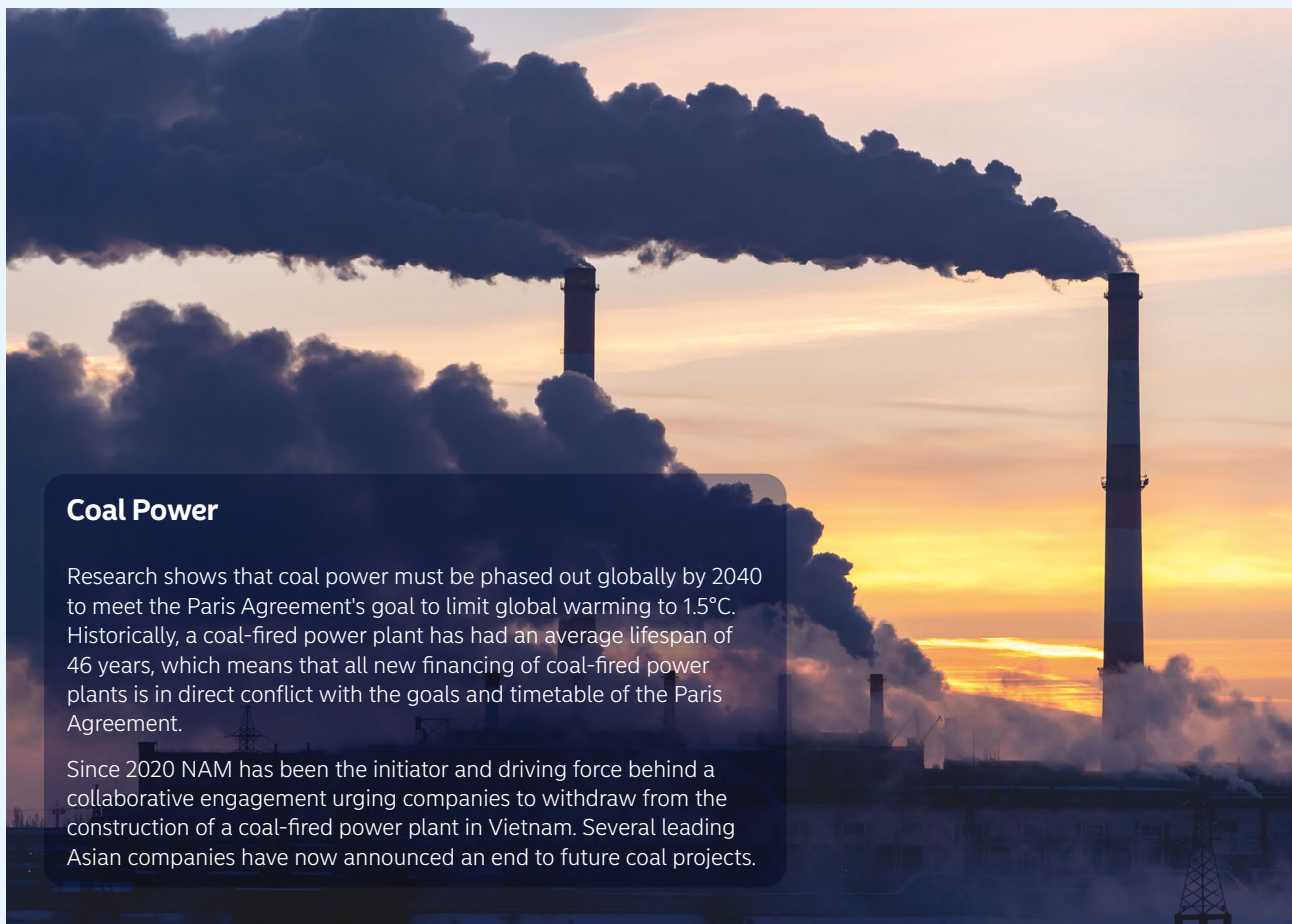 Coal Power
Research shows that coal power must be phased out globally by 2040
to meet the Paris Agreement's goal to limit global warming to 1.5°C.
Historically, a coal-fired power plant has had an average lifespan of
46 years, which means that all new financing of coal-fired power
plants is in direct conflict with the goals and timetable of the Paris
Agreement.
Since 2020 NAM has been the initiator and driving force behind a
collaborative engagement urging companies to withdraw from the
construction of a coal-fired power plant in Vietnam. Several leading
Asian companies have now announced an end to future coal projects.